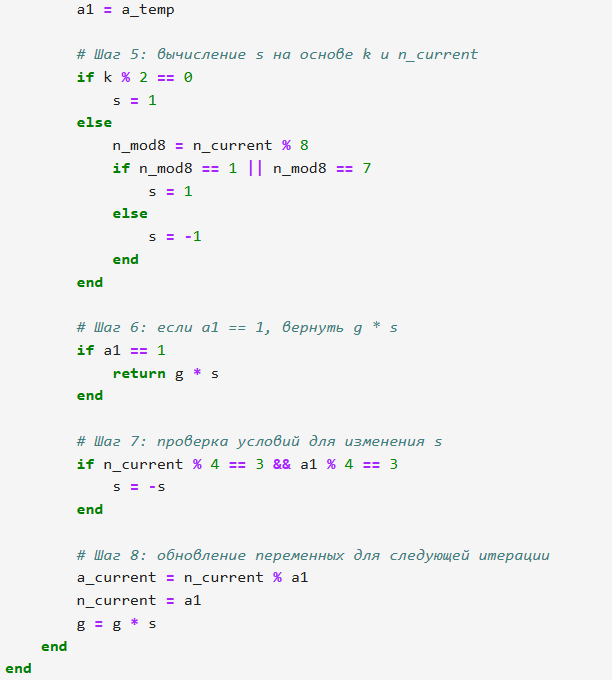 a1 = a_temp

        # Шаг 5: вычисление s на основе k и n_current
        if k % 2 == 0
            s = 1
        else
            n_mod8 = n_current % 8
            if n_mod8 == 1 || n_mod8 == 7
                s = 1
            else
                s = -1
            end
        end

        # Шаг 6: если a1 == 1, вернуть g * s
        if a1 == 1
            return g * s
        end

        # Шаг 7: проверка условий для изменения s
        if n_current % 4 == 3 && a1 % 4 == 3
            s = -s
        end

        # Шаг 8: обновление переменных для следующей итерации
        a_current = n_current % a1
        n_current = a1
        g = g * s
    end
end